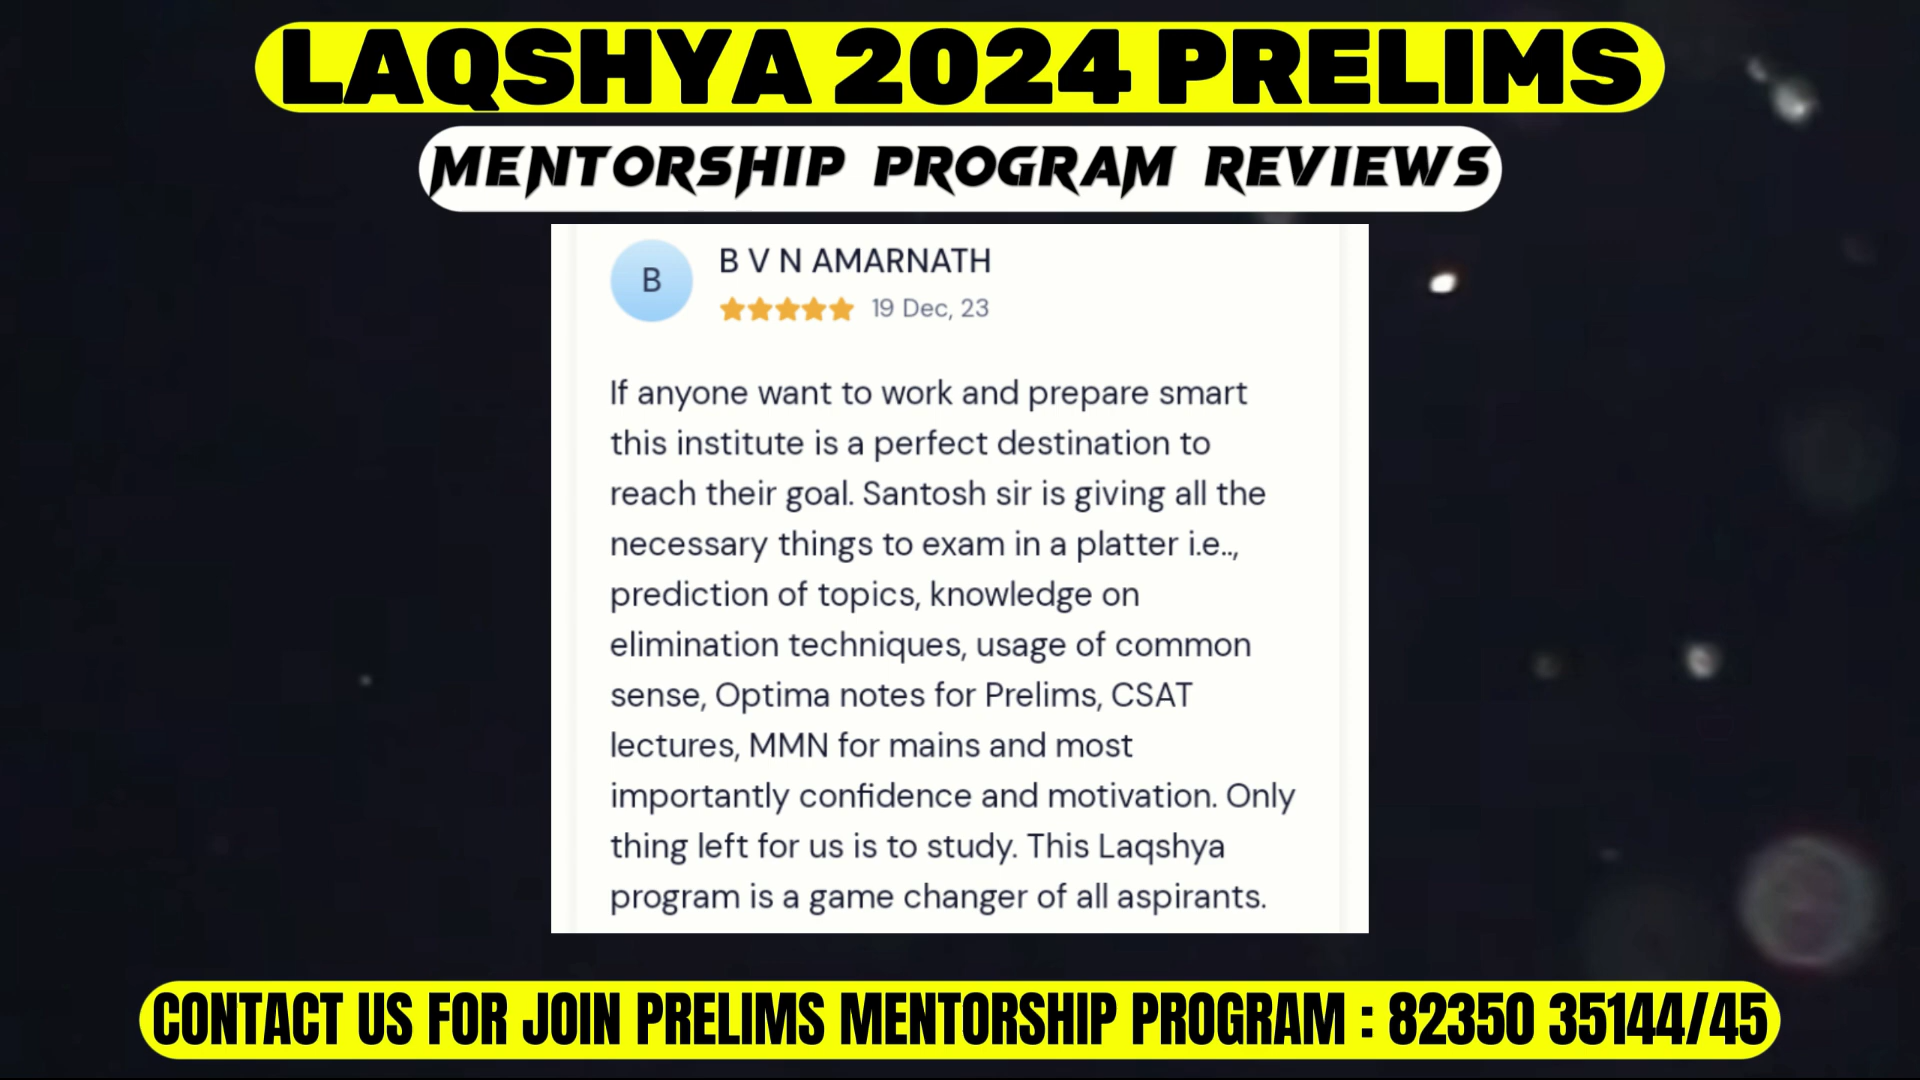 LAQSHYA 2024 PRELIMS
MENTORSHIP PROGRAM REVIEWS
B
B V N AMARNATH
19 Dec, 23
If anyone want to work and prepare smart
this institute is a perfect destination to
reach their goal. Santosh sir is giving all the
necessary things to exam in a platter i.e..,
prediction of topics, knowledge on
elimination techniques, usage of common
sense, Optima notes for Prelims, CSAT
lectures, MMN for mains and most
importantly confidence and motivation. Only
thing left for us is to study. This Laqshya
program is a game changer of all aspirants.
CONTACT US FOR JOIN PRELIMS MENTORSHIP PROGRAM : 82350 35144/45